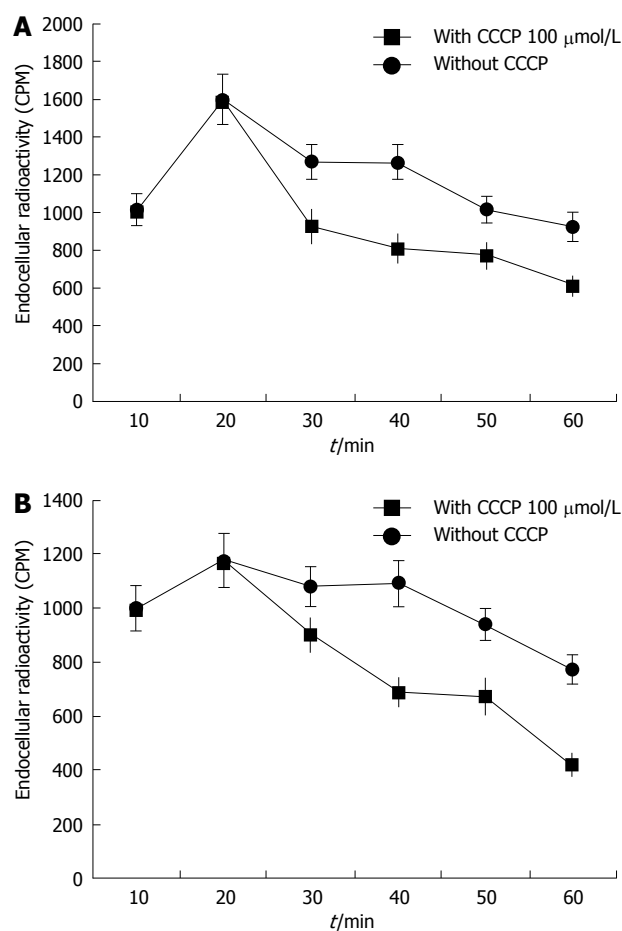 A
With CCCP 100 μmol/L
Without CCCP
Endocellular radioactivity (CPM)
2000
1800
1600
1400
1200
1000
800
600
400
200
0
10 20 30 40 50 60
t/min
B
With CCCP 100 μmol/L
Without CCCP
Endocellular radioactivity (CPM)
1400
1200
1000
800
600
400
200
0
10 20 30 40 50 60
t/min